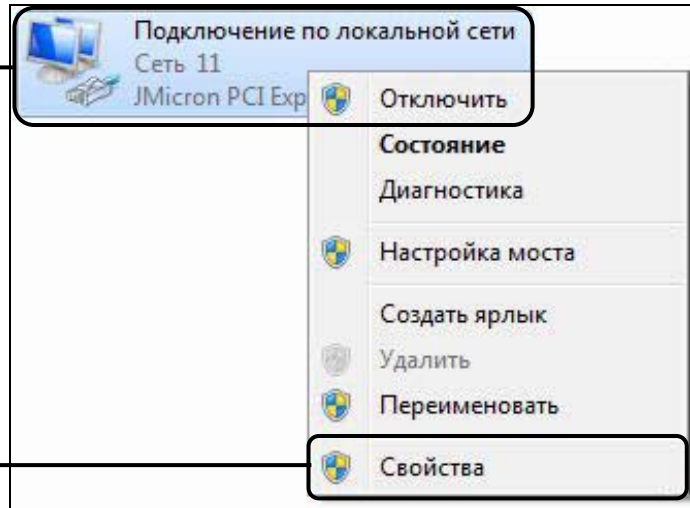 Подключение по локальной сети
Сеть 11
JMicron PCI Exp
Отключить
Состояние
Диагностика
Настройка моста
Создать ярлык
Удалить
Переименовать
Свойства